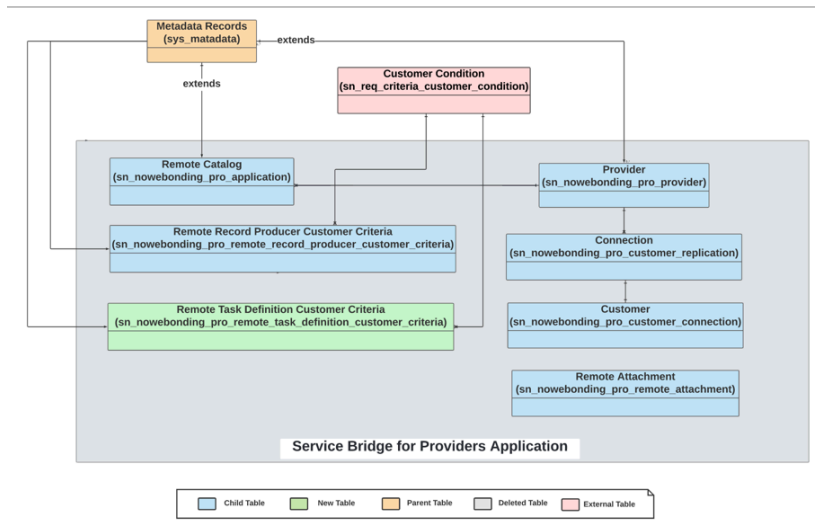 Metadata Records
(sys_matadata)
extends
extends
Customer Condition
(sn_req_criteria_customer_condition)
Remote Catalog
(sn_nowebonding_pro_application)
Provider
(sn_nowebonding_pro_provider)
Remote Record Producer Customer Criteria
(sn_nowebonding_pro_remote_record_producer_customer_criteria)
Connection
(sn_nowebonding_pro_customer_replication)
Remote Task Definition Customer Criteria
(sn_nowebonding_pro_remote_task_definition_customer_criteria)
Customer
(sn_nowebonding_pro_customer_connection)
Remote Attachment
(sn_nowebonding_pro_remote_attachment)
Service Bridge for Providers Application
Child Table
New Table
Parent Table
Deleted Table
External Table